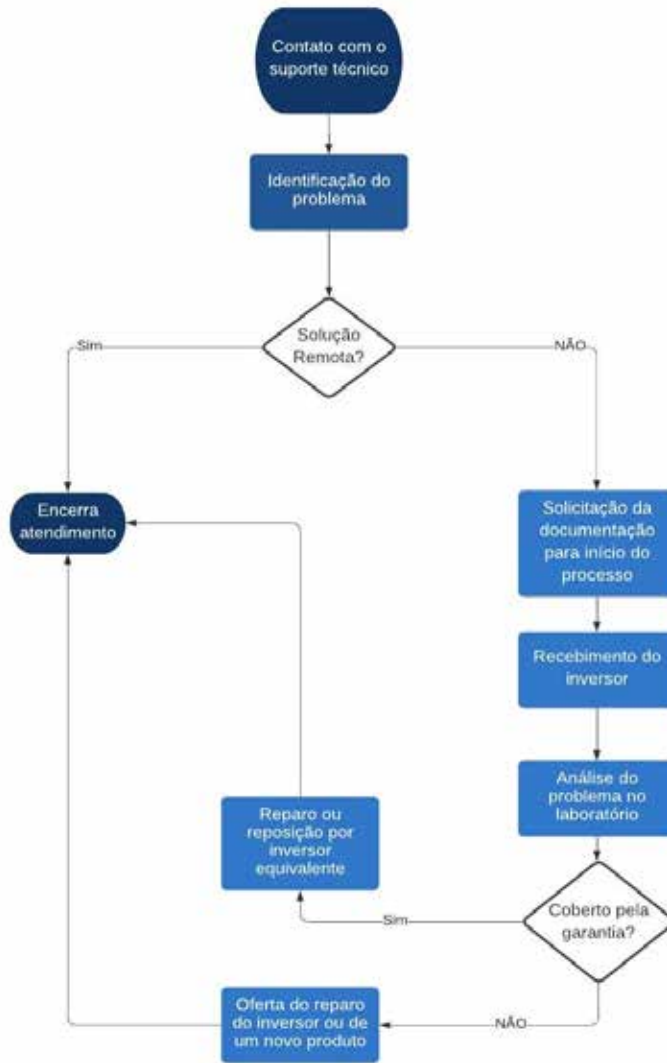 Contato com o
suporte técnico
Identificação do
problema
Solução
Remota?
Sim
NÃO
Encerra
atendimento
Solicitação da
documentação
para início do
processo
Recebimento do
inversor
Análise do
problema no
laboratório
Reparo ou
reposição por
inversor
equivalente
Coberto pela
garantia?
Sim
Oferta do reparo
do inversor ou de
um novo produto
NÃO